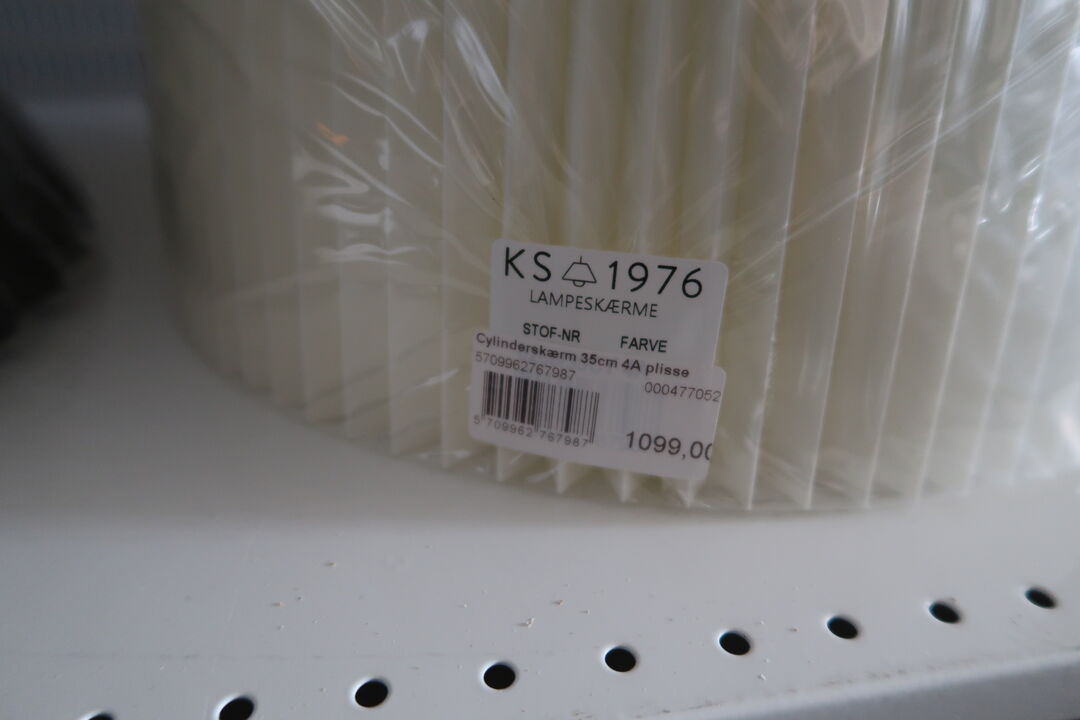 KS 1976
LAMPESKÆRME
STOF-NR FARVE
Cylinderskærm 35cm 4A plisse
5709962767987
000477052
5 709962 767987
1099,00